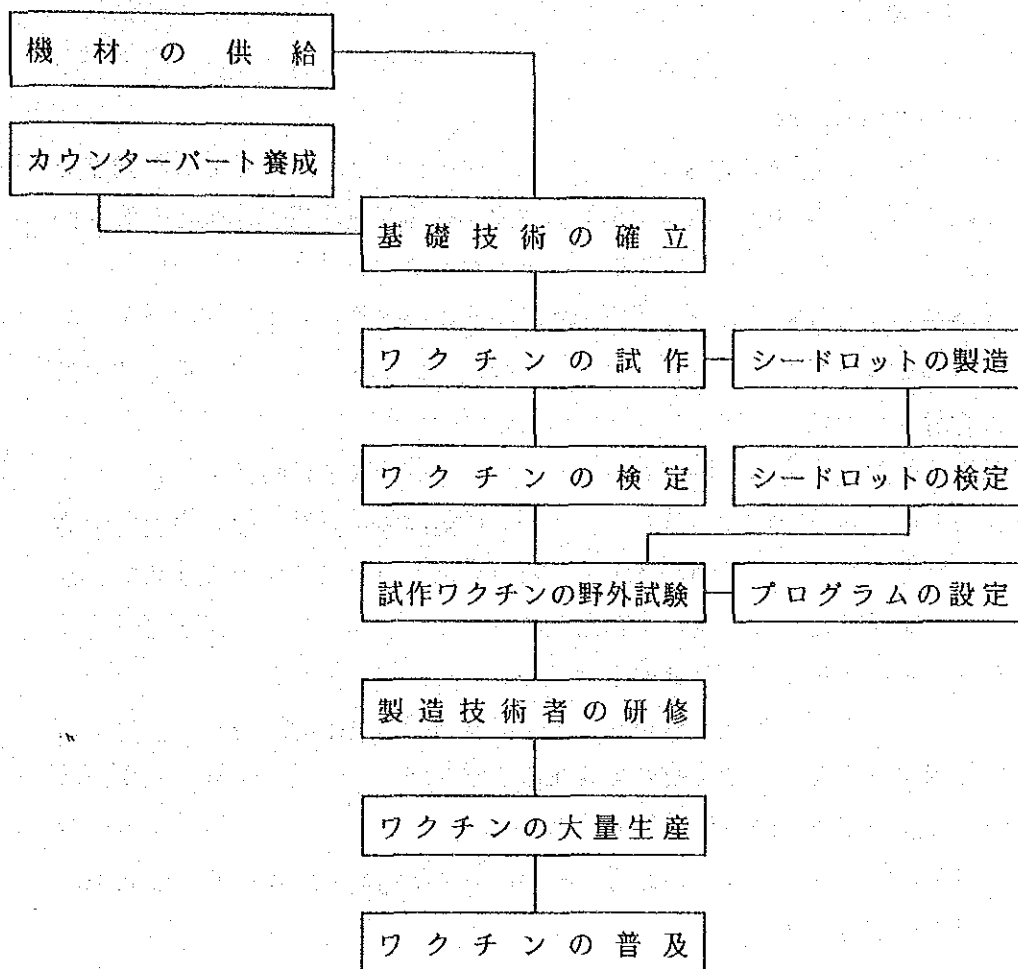 機材の供給
カウンターパート養成
基礎技術の確立
ワクチンの試作
シードロットの製造
ワクチンの検定
シードロットの検定
試作ワクチンの野外試験
プログラムの設定
製造技術者の研修
ワクチンの大量生産
ワクチンの普及